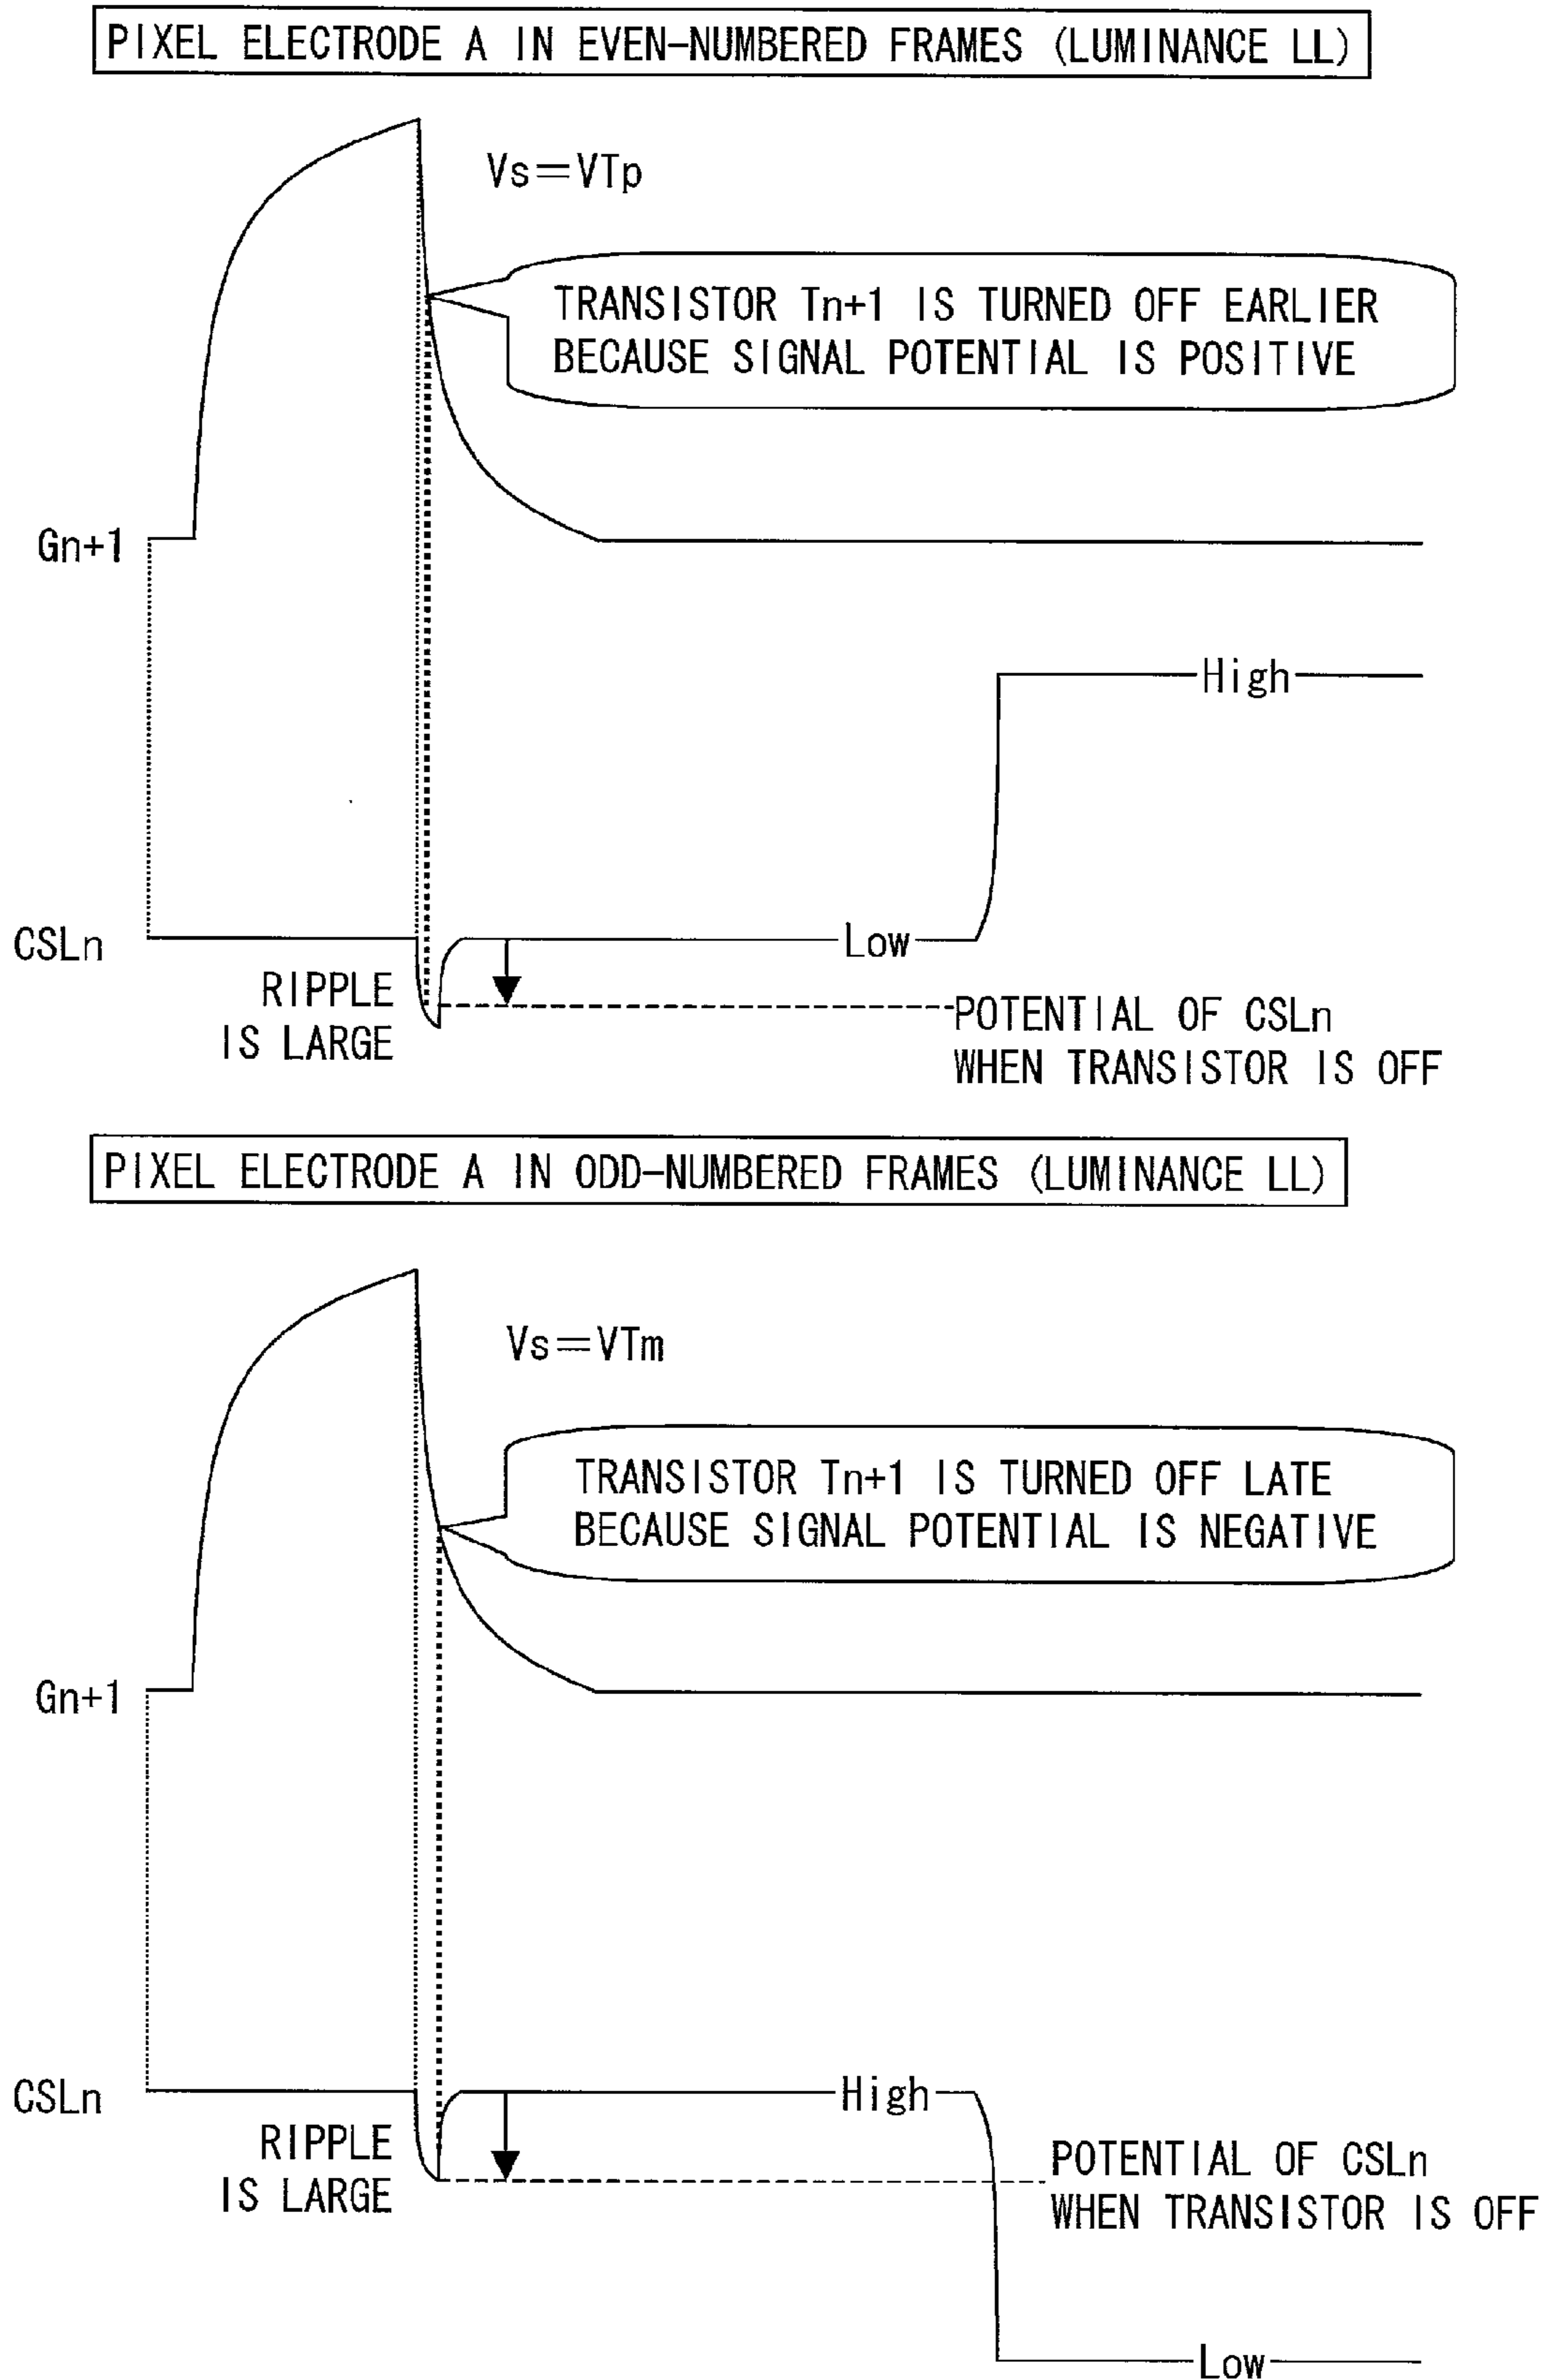 PIXEL ELECTRODE A IN EVEN-NUMBERED FRAMES (LUMINANCE LL)
Vs=VTp
TRANSISTOR Tn+1 IS TURNED OFF EARLIER
BECAUSE SIGNAL POTENTIAL IS POSITIVE
Gn+1
High
CSLn
Low
RIPPLE
IS LARGE
POTENTIAL OF CSLn
WHEN TRANSISTOR IS OFF
PIXEL ELECTRODE A IN ODD-NUMBERED FRAMES (LUMINANCE LL)
Vs=VTm
TRANSISTOR Tn+1 IS TURNED OFF LATE
BECAUSE SIGNAL POTENTIAL IS NEGATIVE
Gn+1
CSLn
High
RIPPLE
IS LARGE
POTENTIAL OF CSLn
WHEN TRANSISTOR IS OFF
Low